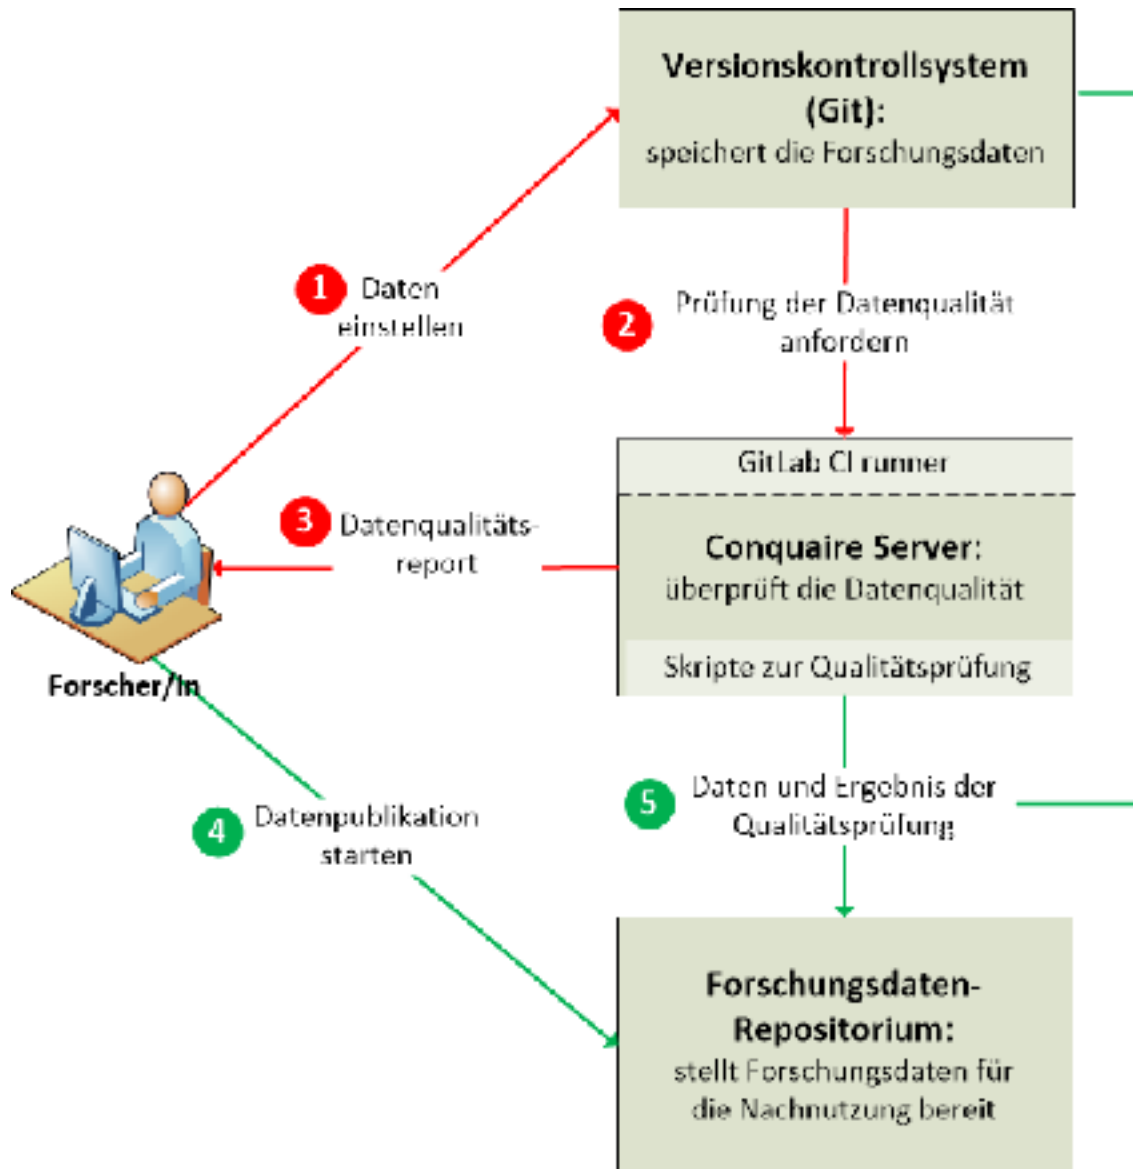 Versionskontrollsystem
(Git):
speichert die Forschungsdaten
1 Daten
einstellen
2 Prüfung der Datenqualität
anfordern
GitLab CI runner
3 Datenqualitäts-
report
Conquaire Server:
überprüft die Datenqualität
Skripte zur Qualitätsprüfung
Forscher/in
4 Datenpublikation
starten
5 Daten und Ergebnis der
Qualitätsprüfung
Forschungsdaten-
Repositorium:
stellt Forschungsdaten für
die Nachnutzung bereit